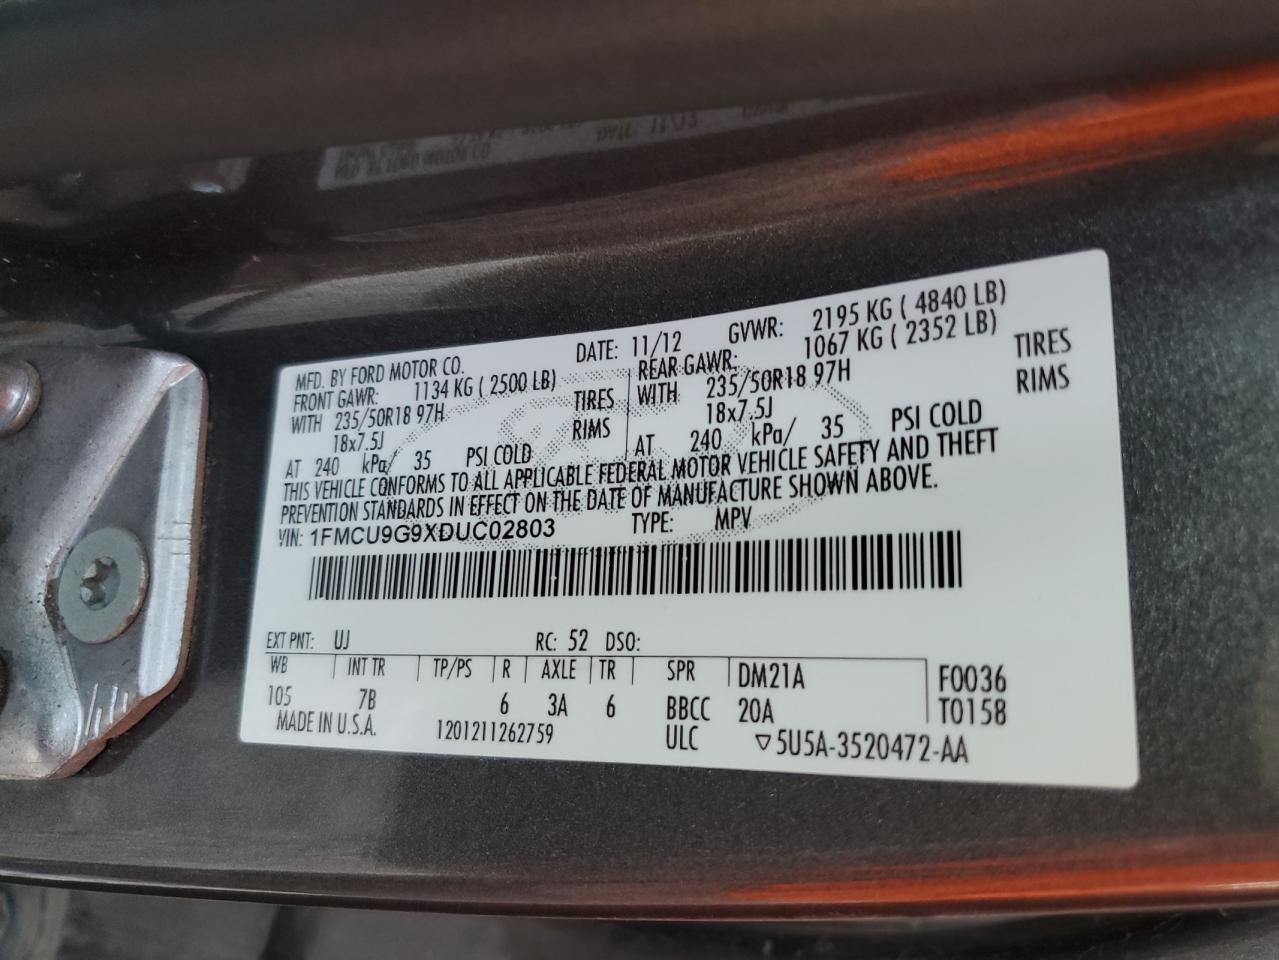 MFD. BY FORD MOTOR CO. DATE: 11/12 GVWR: 2195 KG ( 4840 LB)
FRONT GAWR: 1134 KG ( 2500 LB) REAR GAWR: 1067 KG ( 2352 LB)
WITH 235/50R18 97H TIRES WITH 235/50R18 97H TIRES
18x7.5J RIMS 18x7.5J RIMS
AT 240 kPa/ 35 PSI COLD AT 240 kPa/ 35 PSI COLD
THIS VEHICLE CONFORMS TO ALL APPLICABLE FEDERAL MOTOR VEHICLE SAFETY AND THEFT
PREVENTION STANDARDS IN EFFECT ON THE DATE OF MANUFACTURE SHOWN ABOVE.
VIN: 1FMCU9G9XDUC02803 TYPE: MPV
EXT PNT: UJ RC: 52 DSO:
WB INT TR TP/PS R AXLE TR SPR DM21A F0036
105 7B 6 3A 6 BBCC 20A T0158
MADE IN U.S.A. 1201211262759 ULC ▽5U5A-3520472-AA